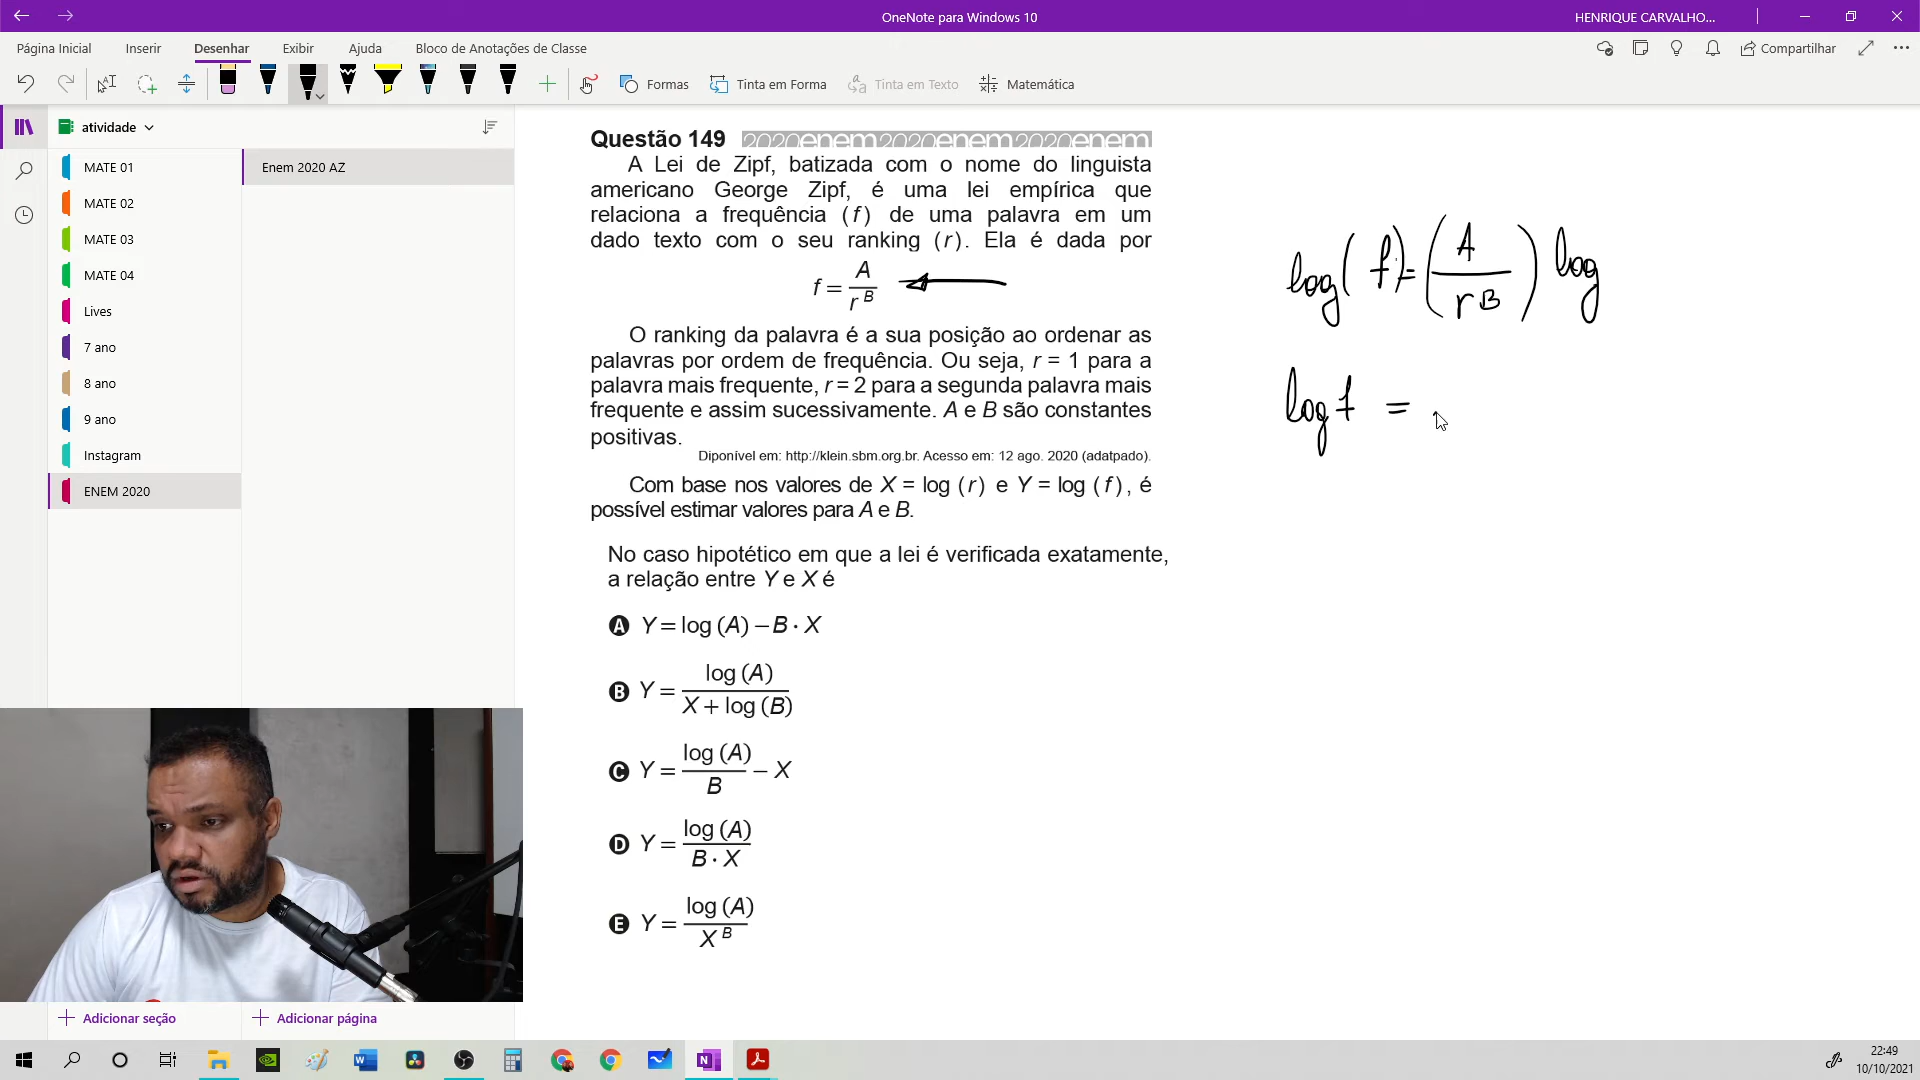 OneNote para Windows 10
HENRIQUE CARVALHO...
Página Inicial
Inserir
Desenhar
Exibir
Ajuda
Bloco de Anotações de Classe
Compartilhar
Formas
Tinta em Forma
Tinta em Texto
Matemática
atividade
MATE 01
MATE 02
MATE 03
MATE 04
Lives
7 ano
8 ano
9 ano
Instagram
ENEM 2020
Enem 2020 AZ
Questão 149 2020enem2020enem2020enem
A Lei de Zipf, batizada com o nome do linguista
americano George Zipf, é uma lei empírica que
relaciona a frequência (f) de uma palavra em um
dado texto com o seu ranking (r). Ela é dada por
f = A / r^B
O ranking da palavra é a sua posição ao ordenar as
palavras por ordem de frequência. Ou seja, r = 1 para a
palavra mais frequente, r = 2 para a segunda palavra mais
frequente e assim sucessivamente. A e B são constantes
positivas.
Disponível em: http://klein.sbm.org.br. Acesso em: 12 ago. 2020 (adatpado).
Com base nos valores de X = log (r) e Y = log (f), é
possível estimar valores para A e B.
No caso hipotético em que a lei é verificada exatamente,
a relação entre Y e X é
A Y = log (A) – B · X
B Y = log (A) / X + log (B)
C Y = log (A) / B – X
D Y = log (A) / B · X
E Y = log (A) / X^B
log ( f ) = ( A / r^B ) log
log f =
Adicionar seção
Adicionar página
22:49
10/10/2021